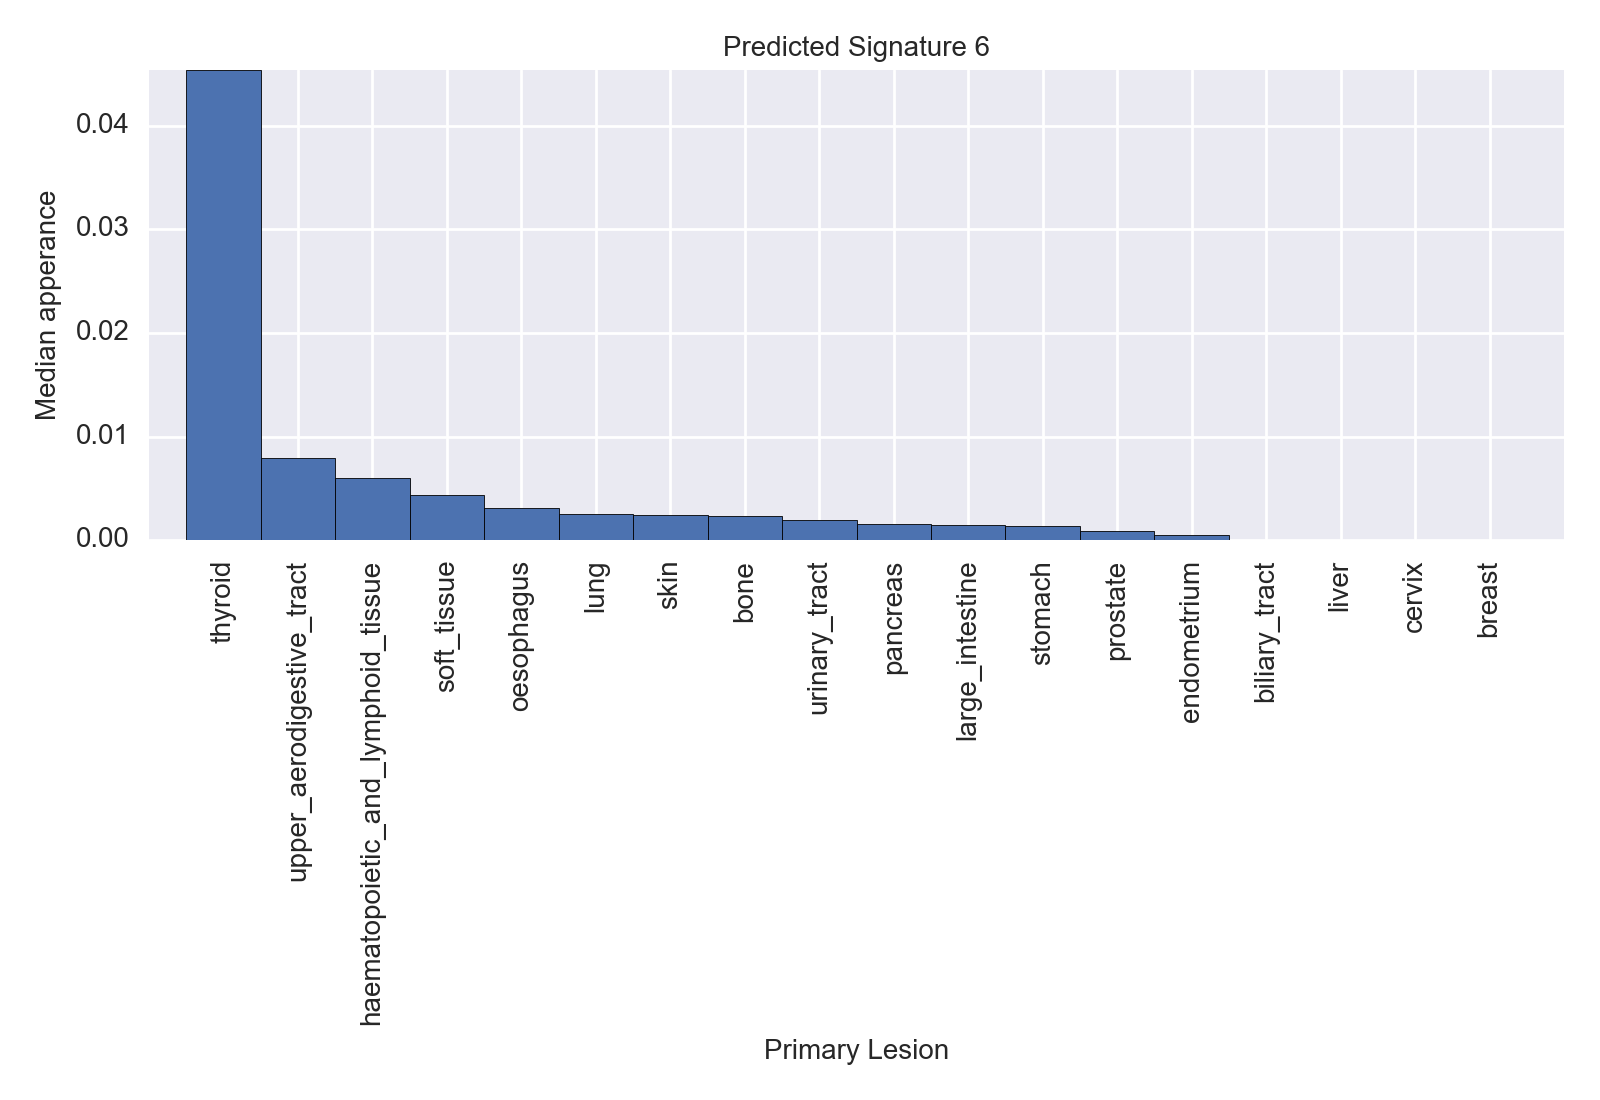 Predicted Signature 6
Median apperance
0.04
0.03
0.02
0.01
0.00
thyroid
upper_aerodigestive_tract
haematopoietic_and_lymphoid_tissue
soft_tissue
oesophagus
lung
skin
bone
urinary_tract
pancreas
large_intestine
stomach
prostate
endometrium
biliary_tract
liver
cervix
breast
Primary Lesion